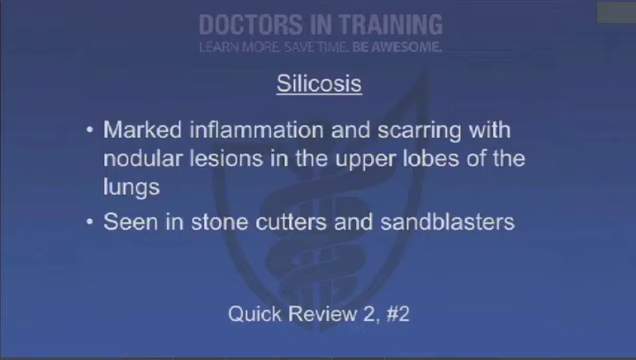 DOCTORS IN TRAINING
LEARN MORE. SAVE TIME. BE AWESOME.
Silicosis
• Marked inflammation and scarring with
nodular lesions in the upper lobes of the
lungs
• Seen in stone cutters and sandblasters
Quick Review 2, #2